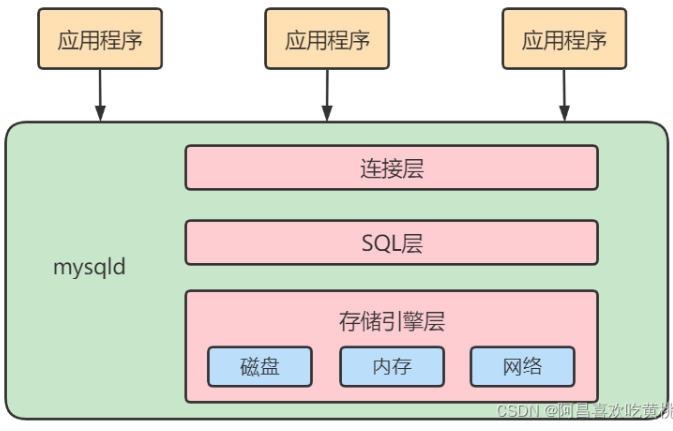 应用程序 应用程序 应用程序
连接层
SQL层
mysqld
存储引擎层
磁盘 内存 网络
CSDN @阿昌喜欢吃黄桃